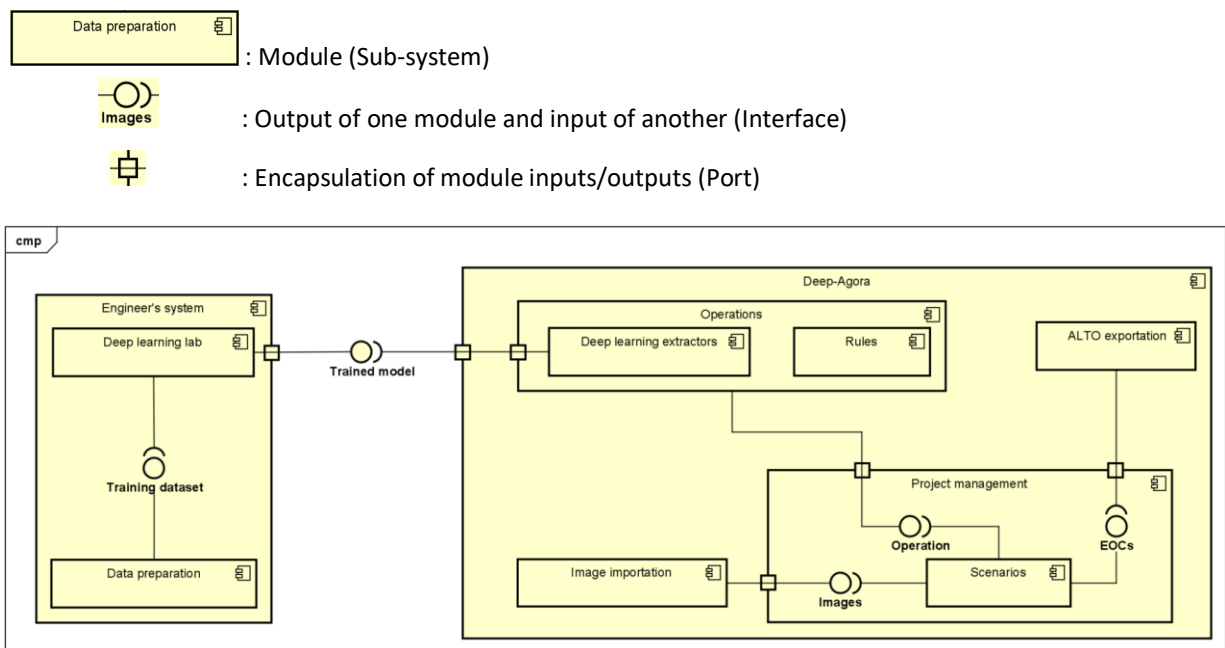 Data preparation
: Module (Sub-system)
Images
: Output of one module and input of another (Interface)
: Encapsulation of module inputs/outputs (Port)
cmp
Deep-Agora
Engineer's system
Operations
Deep learning lab
Deep learning extractors
Rules
ALTO exportation
Trained model
Training dataset
Project management
Operation
EOCs
Data preparation
Image importation
Images
Scenarios